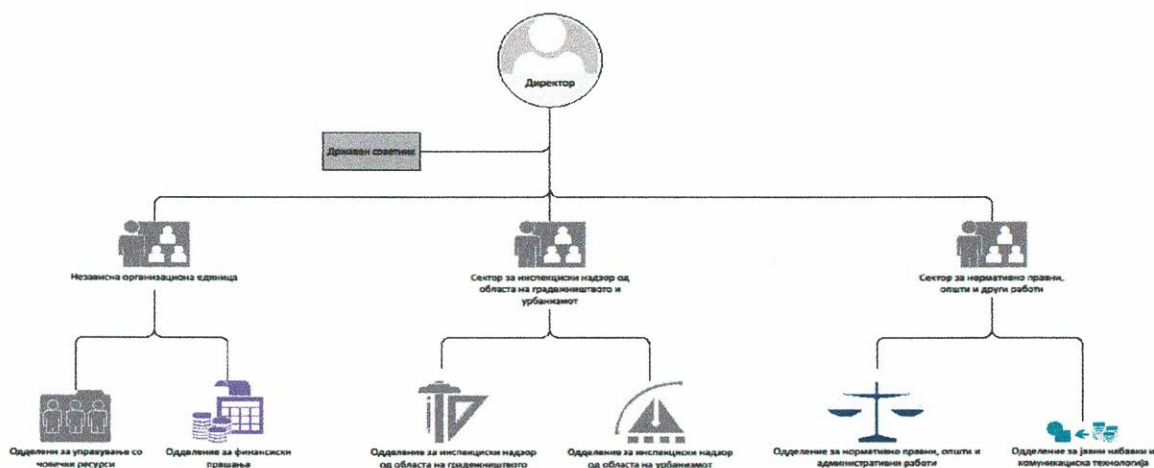 Директор
Државен советник
Независна организациона единица
Сектор за инспекциски надзор од
областа на градежништвото и
урбанизмот
Сектор за нормативно правни,
општи и други работи
Одделени за управување со
човечки ресурси
Одделение за финансиски
прашања
Одделение за инспекциски надзор
од областа на градежништвото
Одделение за инспекциски надзор
од областа на урбанизмот
Одделение за нормативно правни, општи и
административни работи
Одделение за јавни набавки и
комуникациска технологија